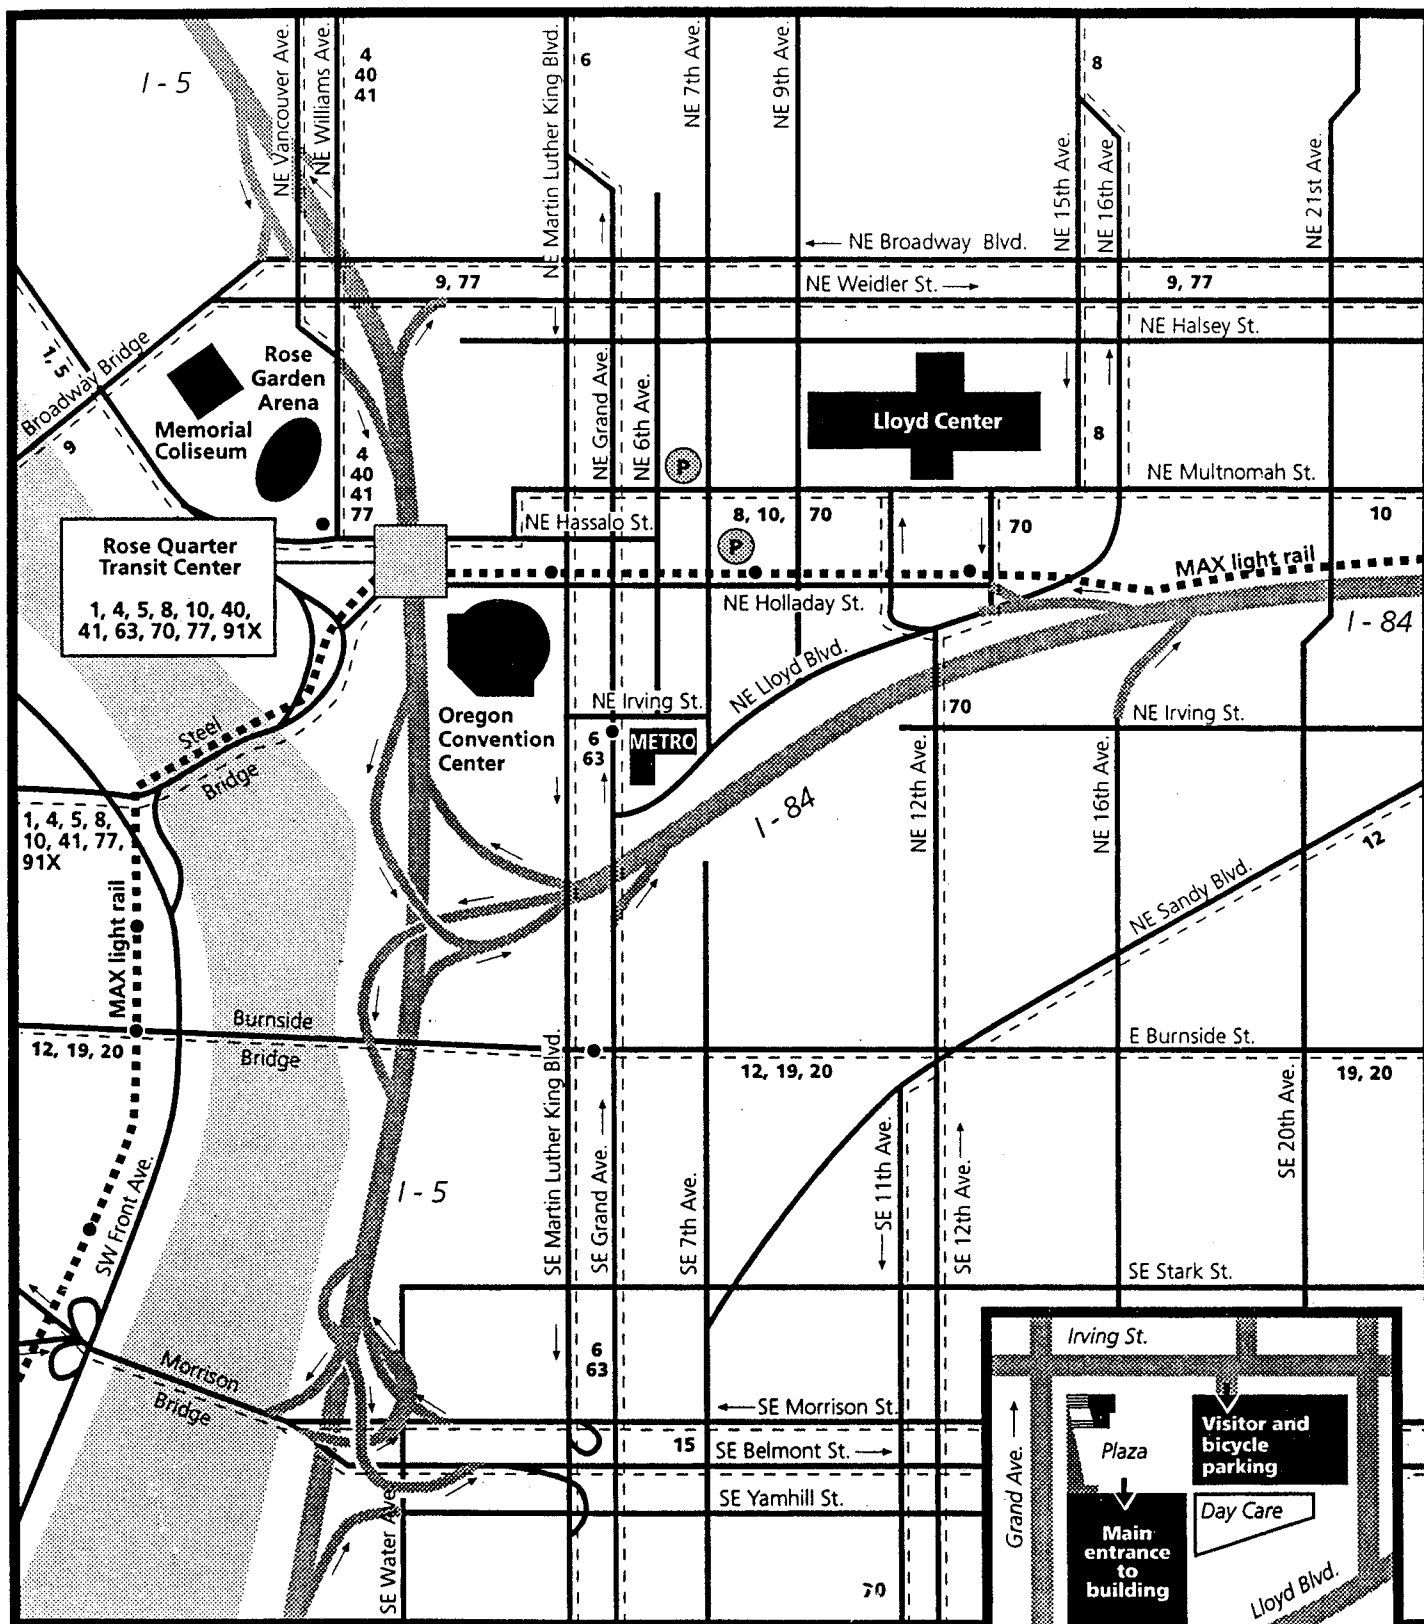 I - 5
NE Vancouver Ave.
NE Williams Ave.
4
40
41
NE Martin Luther King Blvd.
6
NE 7th Ave.
NE 9th Ave.
8
NE 15th Ave.
NE 16th Ave.
NE 21st Ave.
NE Broadway Blvd.
9, 77
NE Weidler St.
9, 77
NE Halsey St.
1, 5
Broadway Bridge
9
Rose
Garden
Arena
Memorial
Coliseum
4
40
41
77
NE Grand Ave.
NE 6th Ave.
P
Lloyd Center
8
NE Multnomah St.
NE Hassalo St.
8, 10, 70
70
10
P
MAX light rail
Rose Quarter
Transit Center
1, 4, 5, 8, 10, 40,
41, 63, 70, 77, 91X
NE Holladay St.
I - 84
NE Lloyd Blvd.
Steel
Bridge
Oregon
Convention
Center
NE Irving St.
6
63
METRO
70
NE Irving St.
I - 84
NE 12th Ave.
NE 16th Ave.
1, 4, 5, 8,
10, 41, 77,
91X
12
NE Sandy Blvd.
MAX light rail
Burnside
Bridge
12, 19, 20
E Burnside St.
12, 19, 20
19, 20
SE Martin Luther King Blvd.
SE Grand Ave.
SE 7th Ave.
SE 11th Ave.
SE 12th Ave.
SE 20th Ave.
I - 5
SW Front Ave.
SE Stark St.
6
63
Morrison
Bridge
SE Morrison St.
15
SE Belmont St.
SE Yamhill St.
SE Water Ave.
70
Irving St.
Grand Ave.
Plaza
Visitor and
bicycle
parking
Day Care
Main
entrance
to
building
Lloyd Blvd.